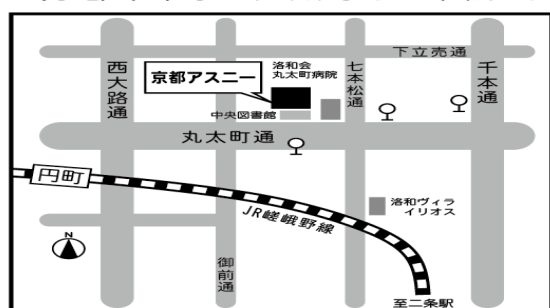 下立売通
西大路通
京都アスニー
洛和会
丸太町病院
七本松通
千本通
中央図書館
丸太町通
円町
JR嵯峨野線
洛和ヴィラ
イリオス
N
御前通
至二条駅